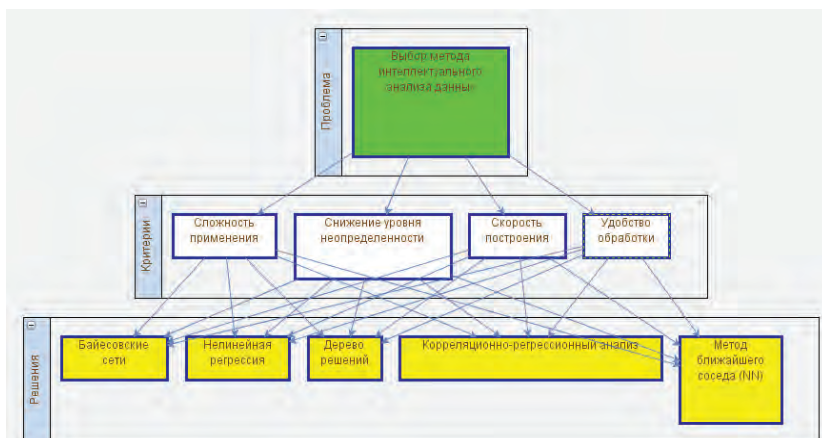 Проблема
Выбор метода
интеллектуального
анализа данных
Критерии
Сложность
применения
Снижение уровня
неопределенности
Скорость
построения
Удобство
обработки
Решения
Байесовские
сети
Нелинейная
регрессия
Дерево
решений
Корреляционно-регрессионный анализ
Метод
ближайшего
соседа (NN)